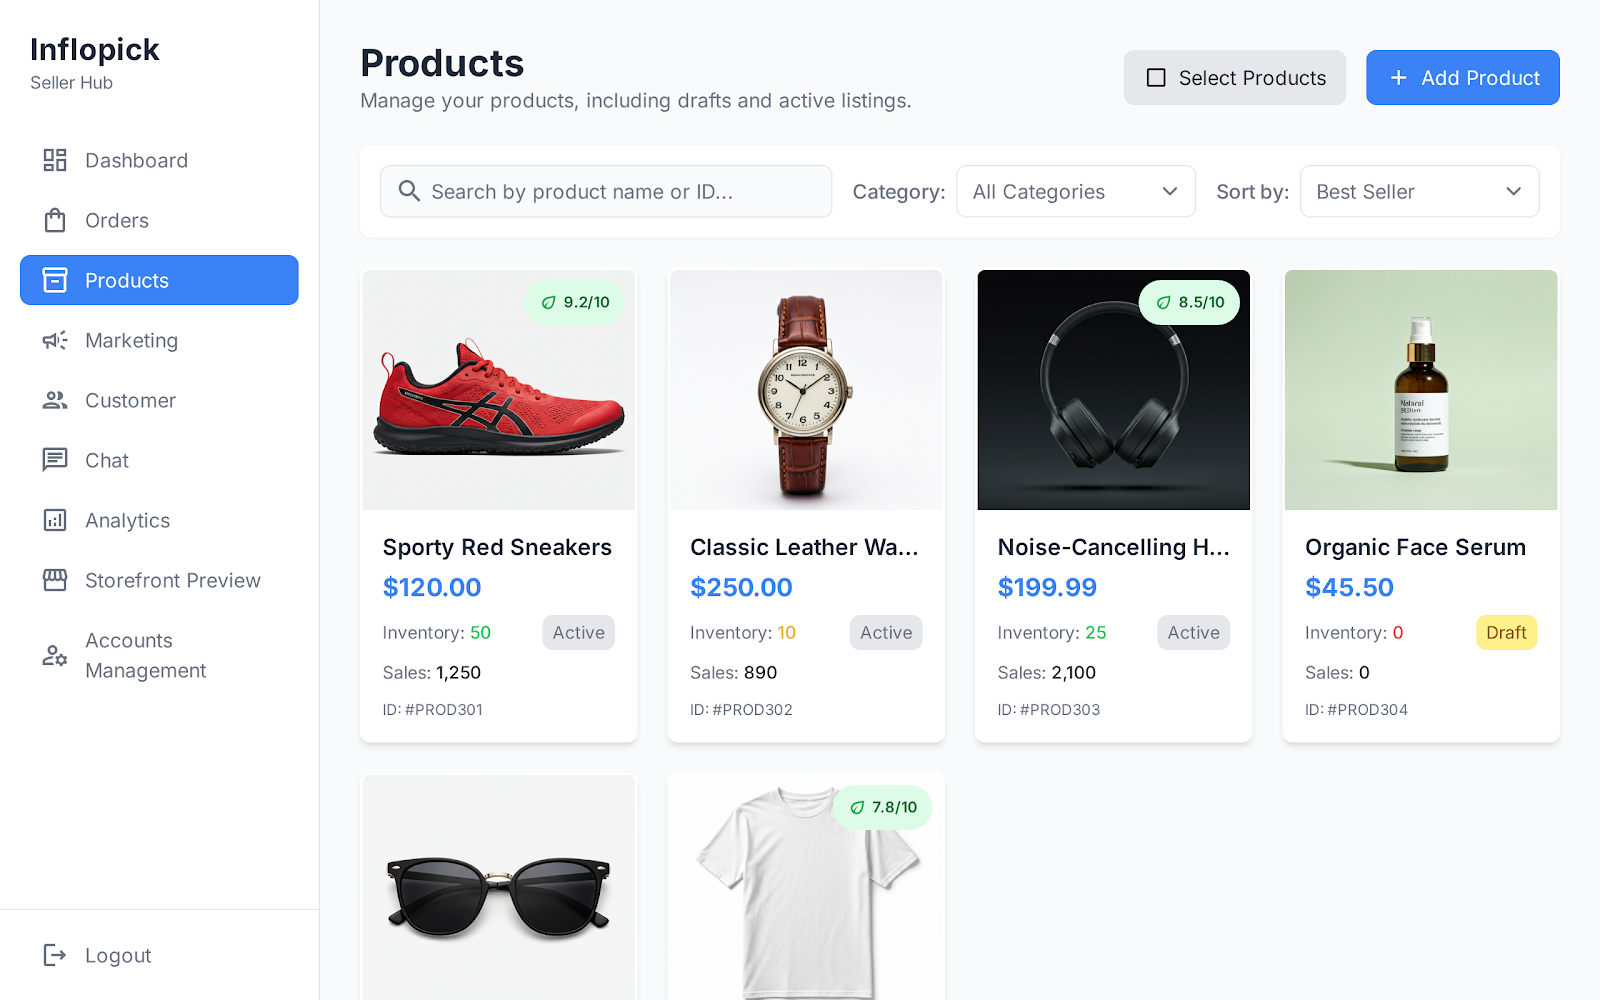 Inflopick
Seller Hub
Dashboard
Orders
Products
Marketing
Customer
Chat
Analytics
Storefront Preview
Accounts
Management
Logout
Products
Manage your products, including drafts and active listings.
Select Products
Add Product
Search by product name or ID...
Category:
All Categories
Sort by:
Best Seller
9.2/10
Sporty Red Sneakers
$120.00
Inventory: 50
Active
Sales: 1,250
ID: #PROD301
Classic Leather Wa...
$250.00
Inventory: 10
Active
Sales: 890
ID: #PROD302
8.5/10
Noise-Cancelling H...
$199.99
Inventory: 25
Active
Sales: 2,100
ID: #PROD303
Natural
Organic Face Serum
$45.50
Inventory: 0
Draft
Sales: 0
ID: #PROD304
7.8/10